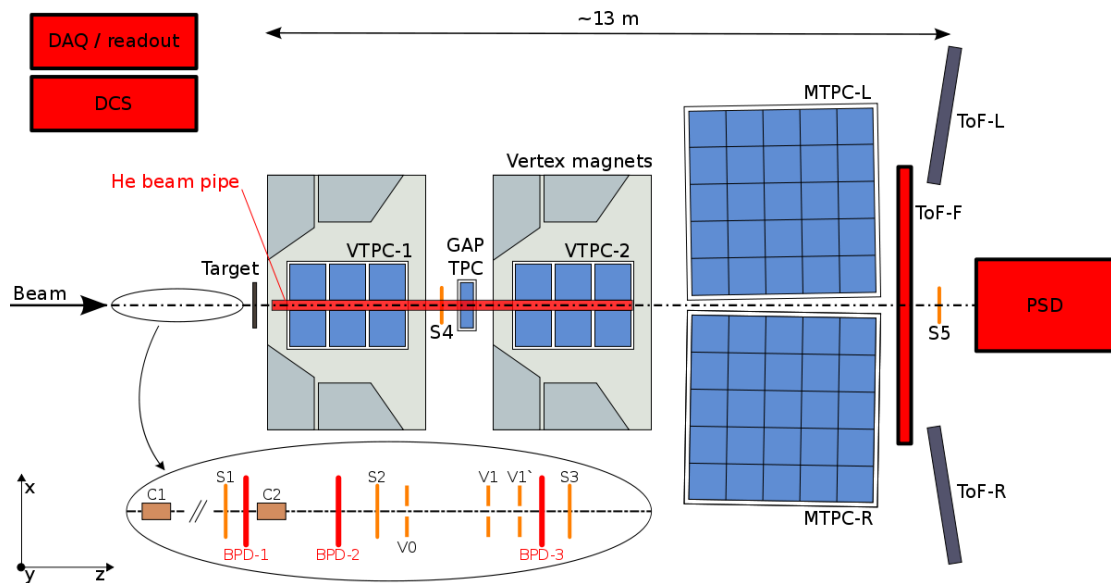 ~13 m
DAQ / readout
DCS
MTPC-L
ToF-L
Vertex magnets
He beam pipe
ToF-F
VTPC-1
GAP
TPC
VTPC-2
Target
Beam
S4
S5
PSD
S1
C1
C2
S2
V1
V1`
S3
BPD-1
BPD-2
V0
BPD-3
MTPC-R
ToF-R
x
y
z